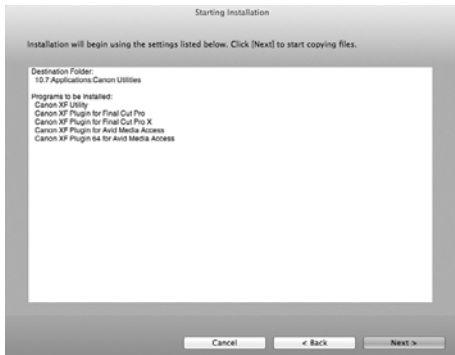 Starting Installation
Installation will begin using the settings listed below. Click [Next] to start copying files.
Destination Folder:
10.7:Applications:Canon Utilities
Programs to be Installed:
Canon XF Utility
Canon XF Plugin for Final Cut Pro
Canon XF Plugin for Final Cut Pro X
Canon XF Plugin for Avid Media Access
Canon XF Plugin 64 for Avid Media Access
Cancel
< Back
Next >